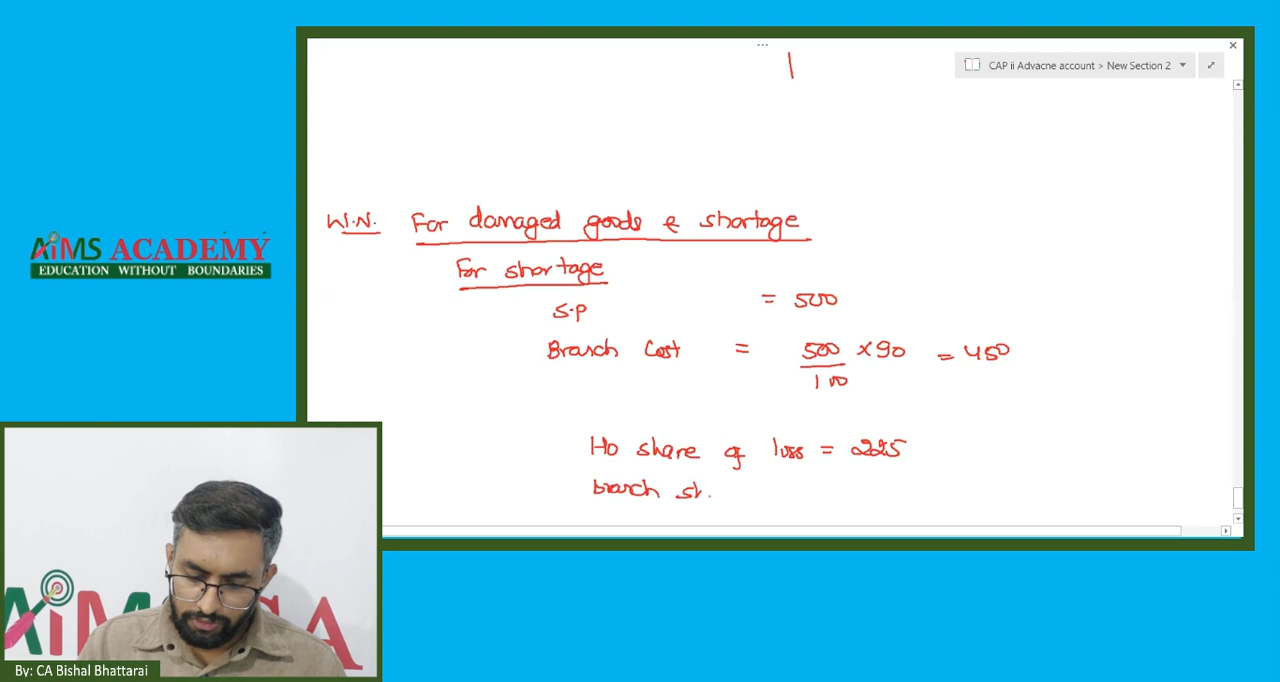 CAP ii Advacne account > New Section 2
W.N. For damaged goods & shortage
For shortage
S.P = 500
Branch Cost = 500/100 × 90 = 450
Ho share of loss = 225
branch sh.
AiMS ACADEMY
EDUCATION WITHOUT BOUNDARIES
By: CA Bishal Bhattarai